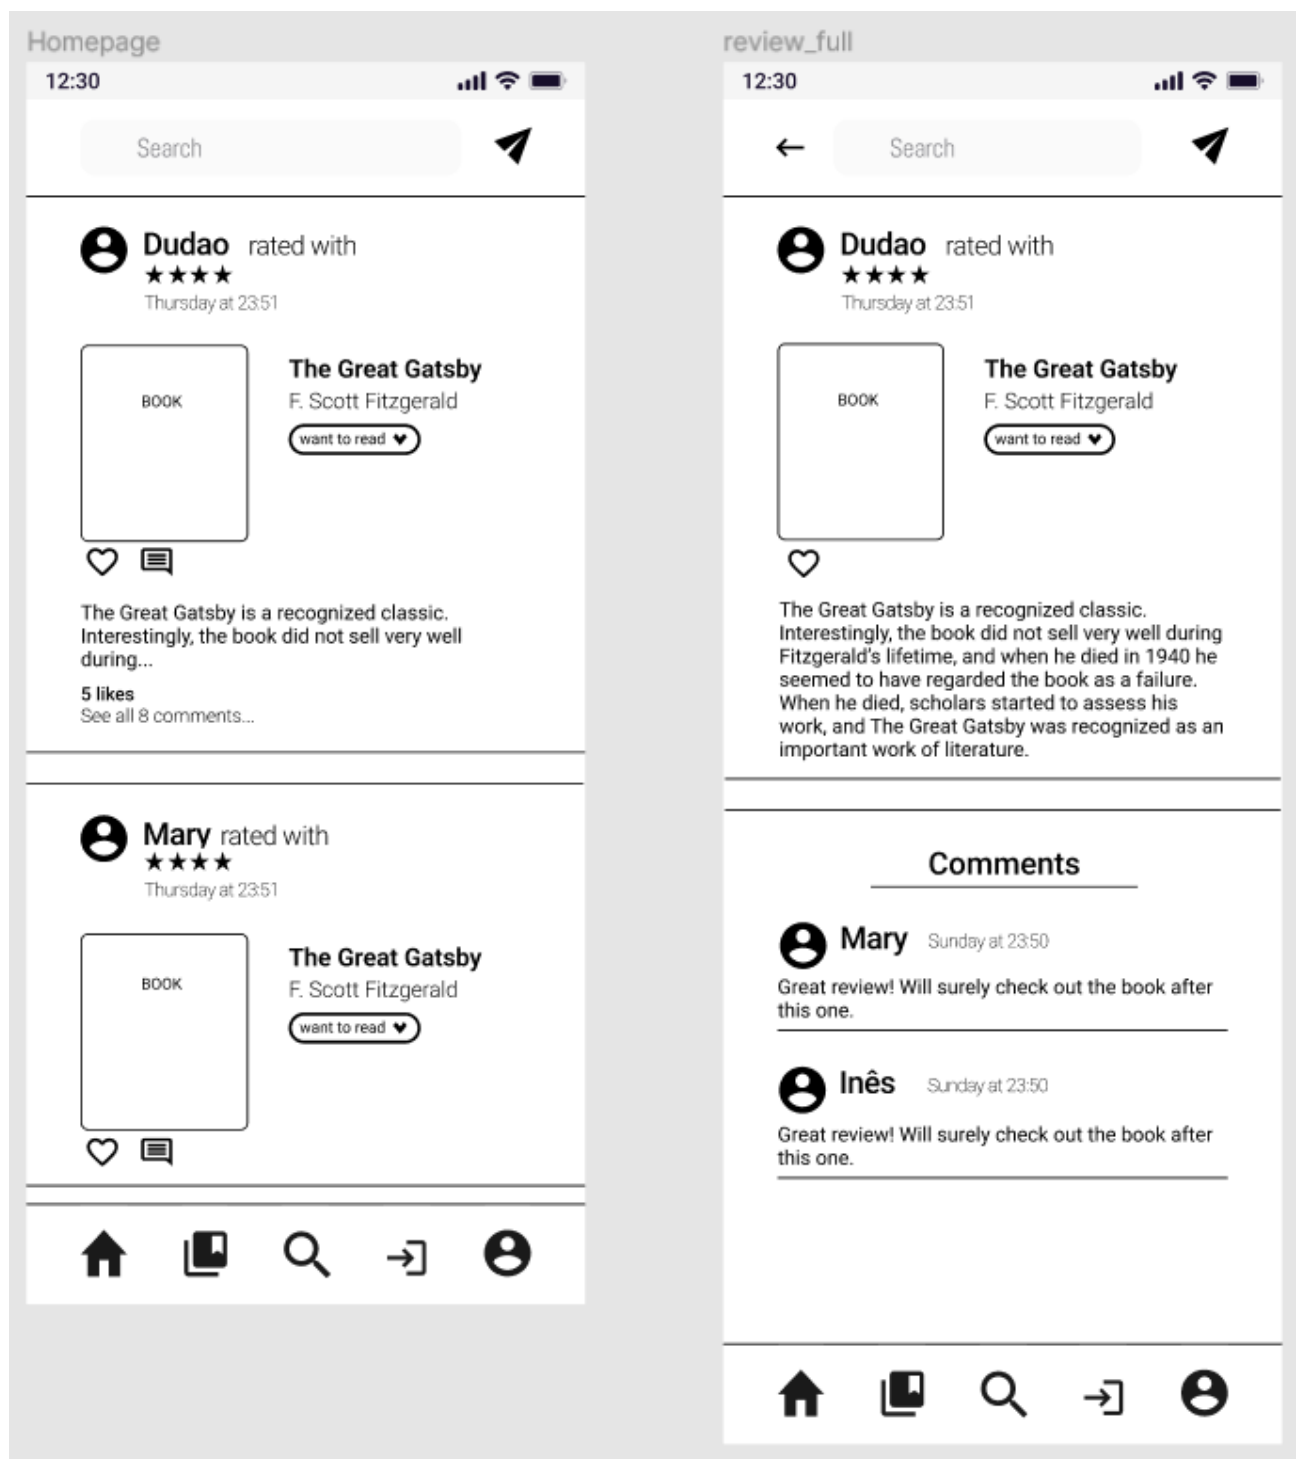 Homepage
12:30
Search
Dudao rated with
Thursday at 23:51
BOOK
The Great Gatsby
F. Scott Fitzgerald
want to read
The Great Gatsby is a recognized classic.
Interestingly, the book did not sell very well
during...
5 likes
See all 8 comments...
Mary rated with
Thursday at 23:51
BOOK
The Great Gatsby
F. Scott Fitzgerald
want to read
review_full
12:30
Search
Dudao rated with
Thursday at 23:51
BOOK
The Great Gatsby
F. Scott Fitzgerald
want to read
The Great Gatsby is a recognized classic.
Interestingly, the book did not sell very well during
Fitzgerald's lifetime, and when he died in 1940 he
seemed to have regarded the book as a failure.
When he died, scholars started to assess his
work, and The Great Gatsby was recognized as an
important work of literature.
Comments
Mary Sunday at 23:50
Great review! Will surely check out the book after
this one.
Inês Sunday at 23:50
Great review! Will surely check out the book after
this one.